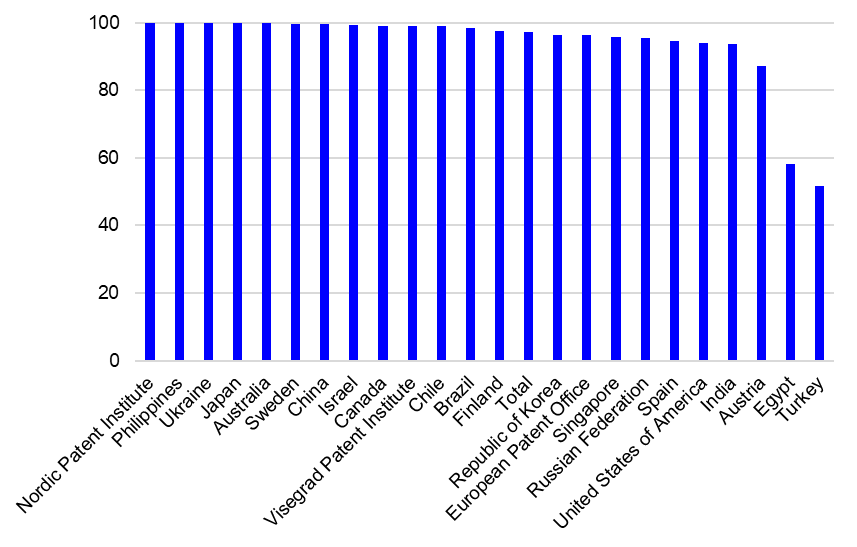 100
80
60
40
20
0
Nordic Patent Institute
Philippines
Ukraine
Japan
Australia
Sweden
China
Israel
Canada
Visegrad Patent Institute
Chile
Brazil
Finland
Total
Republic of Korea
European Patent Office
Singapore
Russian Federation
Spain
United States of America
India
Austria
Egypt
Turkey